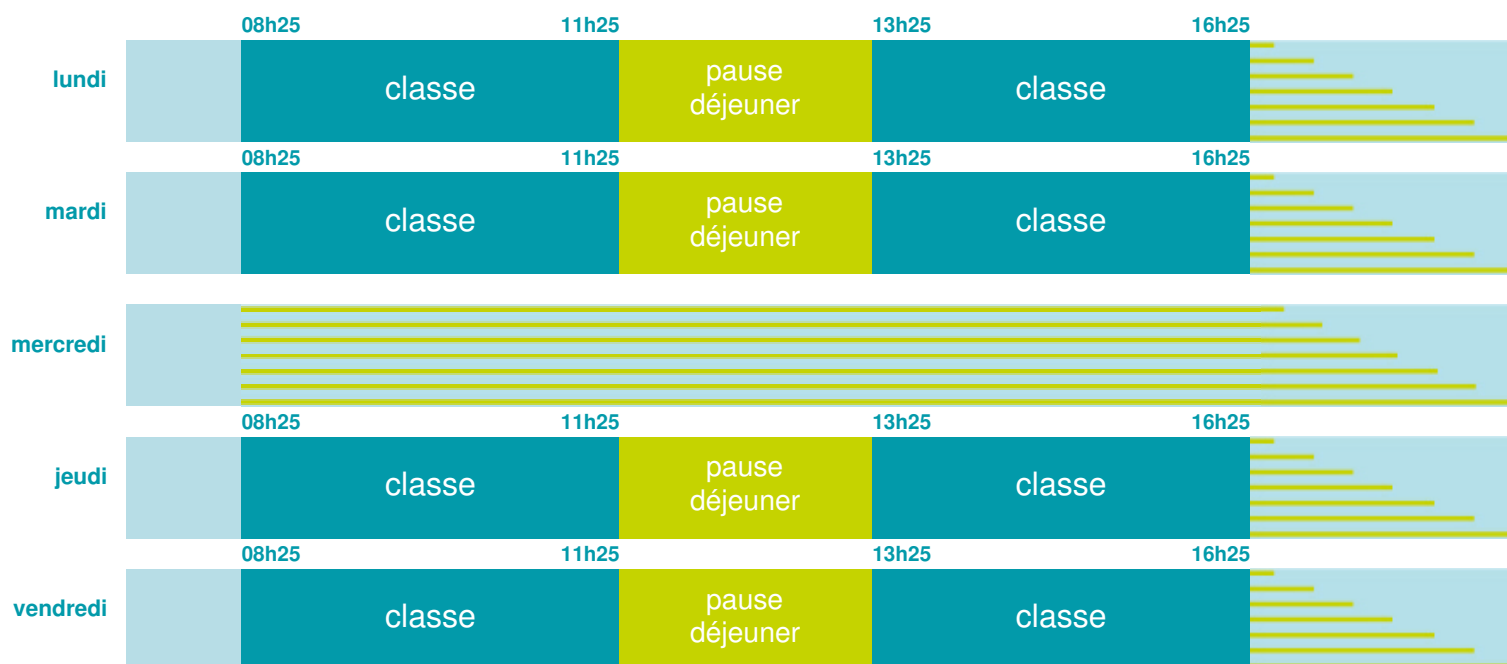 08h25 11h25 13h25 16h25
lundi classe pause déjeuner classe
08h25 11h25 13h25 16h25
mardi classe pause déjeuner classe
mercredi
08h25 11h25 13h25 16h25
jeudi classe pause déjeuner classe
08h25 11h25 13h25 16h25
vendredi classe pause déjeuner classe